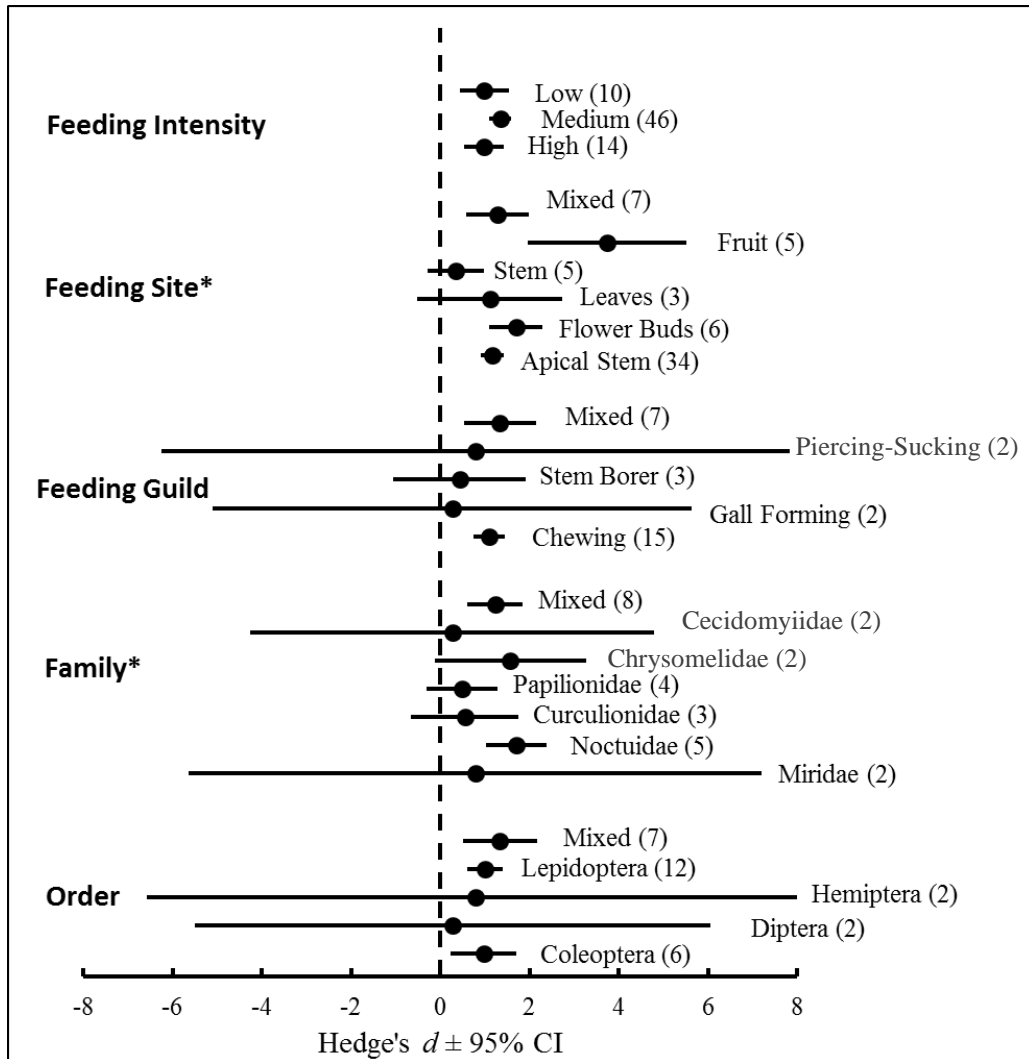 Feeding Intensity
Low (10)
Medium (46)
High (14)
Feeding Site*
Mixed (7)
Fruit (5)
Stem (5)
Leaves (3)
Flower Buds (6)
Apical Stem (34)
Feeding Guild
Mixed (7)
Piercing-Sucking (2)
Stem Borer (3)
Gall Forming (2)
Chewing (15)
Family*
Mixed (8)
Cecidomyiidae (2)
Chrysomelidae (2)
Papilionidae (4)
Curculionidae (3)
Noctuidae (5)
Miridae (2)
Order
Mixed (7)
Lepidoptera (12)
Hemiptera (2)
Diptera (2)
Coleoptera (6)
-8 -6 -4 -2 0 2 4 6 8
Hedge's d ± 95% CI